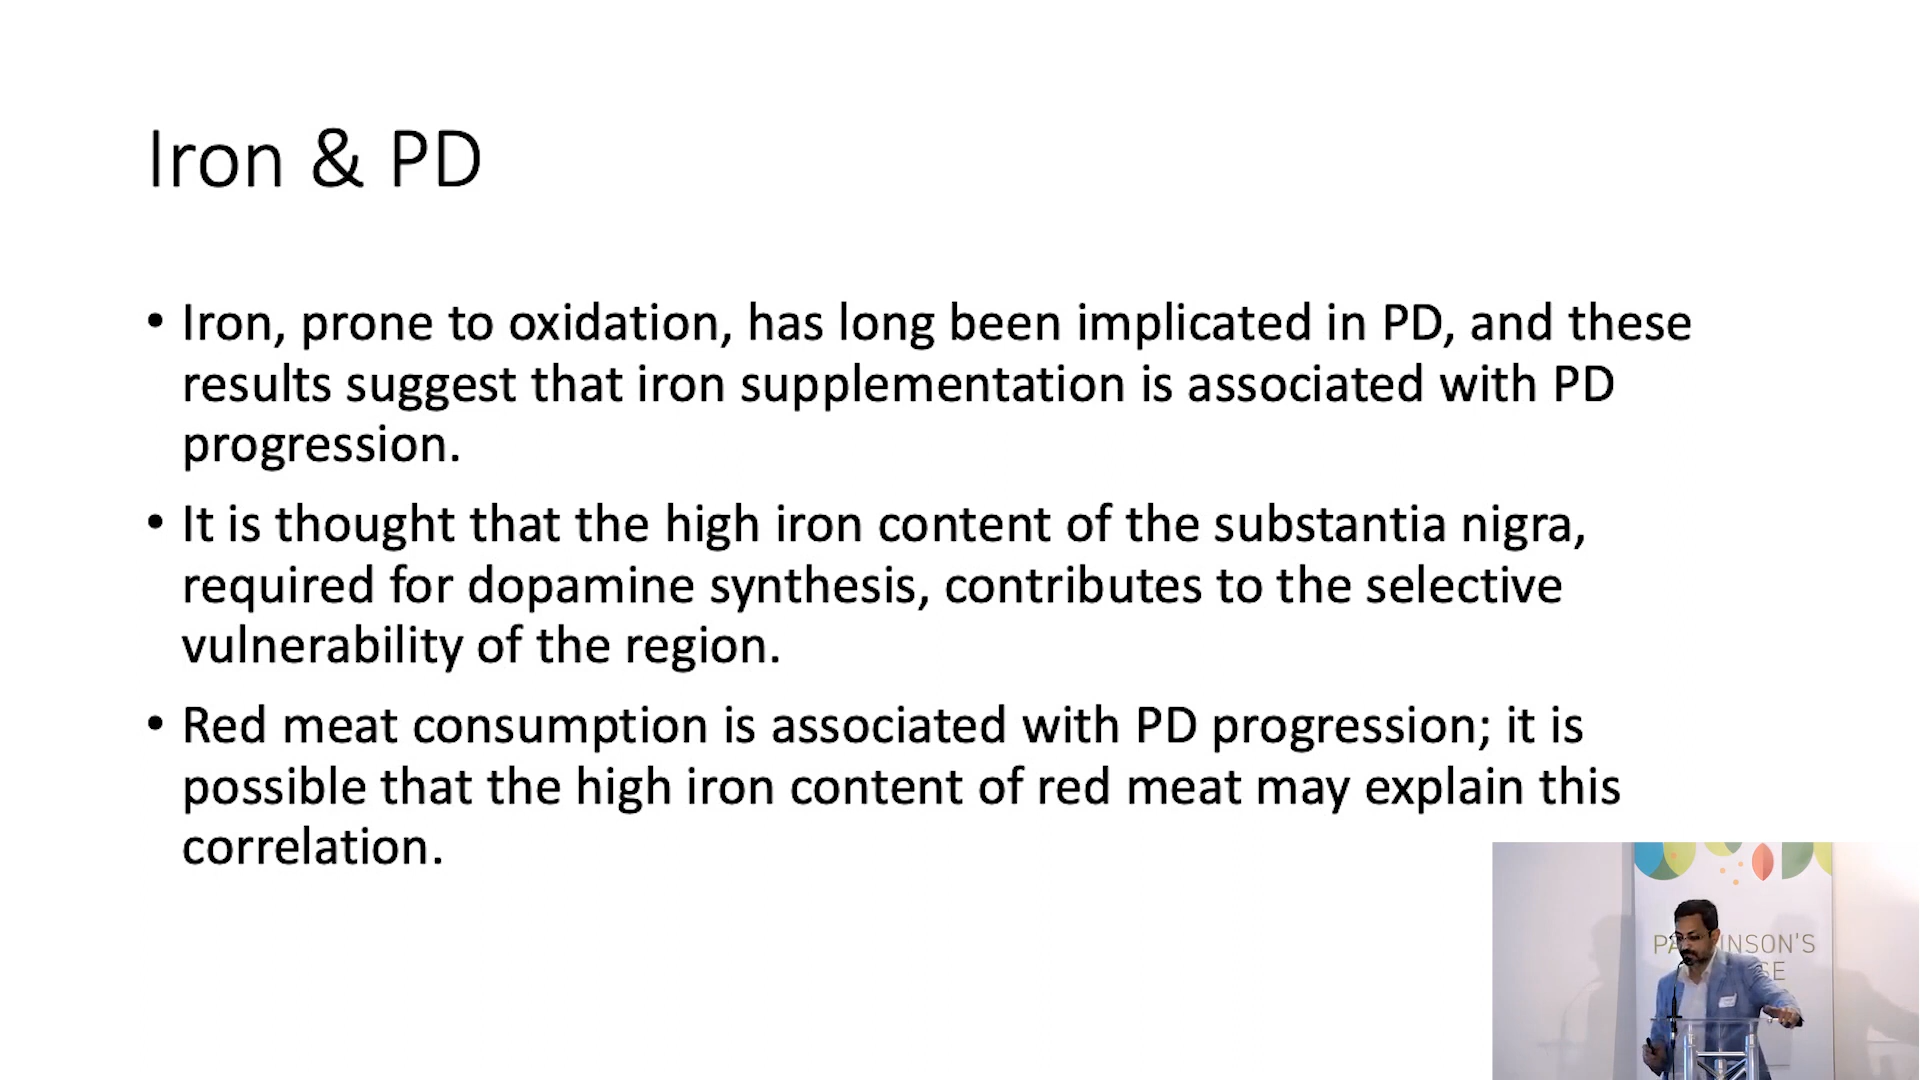 Iron & PD
• Iron, prone to oxidation, has long been implicated in PD, and these
results suggest that iron supplementation is associated with PD
progression.
• It is thought that the high iron content of the substantia nigra,
required for dopamine synthesis, contributes to the selective
vulnerability of the region.
• Red meat consumption is associated with PD progression; it is
possible that the high iron content of red meat may explain this
correlation.